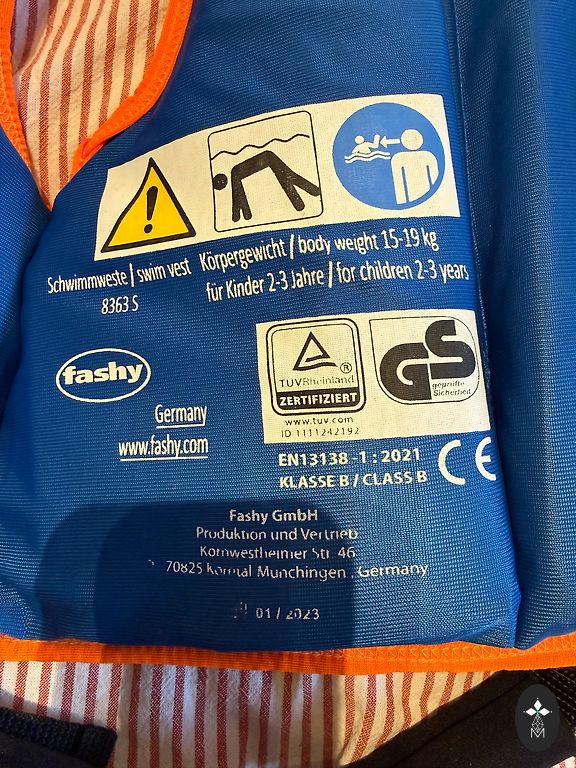 Schwimmweste / swim vest
8363 S
Körpergewicht / body weight 15-19 kg
für Kinder 2-3 Jahre / for children 2-3 years
fashy
Germany
www.fashy.com
TÜVRheinland ®
ZERTIFIZIERT
www.tuv.com
ID 1111242192
GS
geprüfte
Sicherheit
EN13138-1:2021
KLASSE B / CLASS B
CE
Fashy GmbH
Produktion und Vertrieb
Kornwestheimer Str. 46
70825 Korntal Münchingen, Germany
01/2023
M